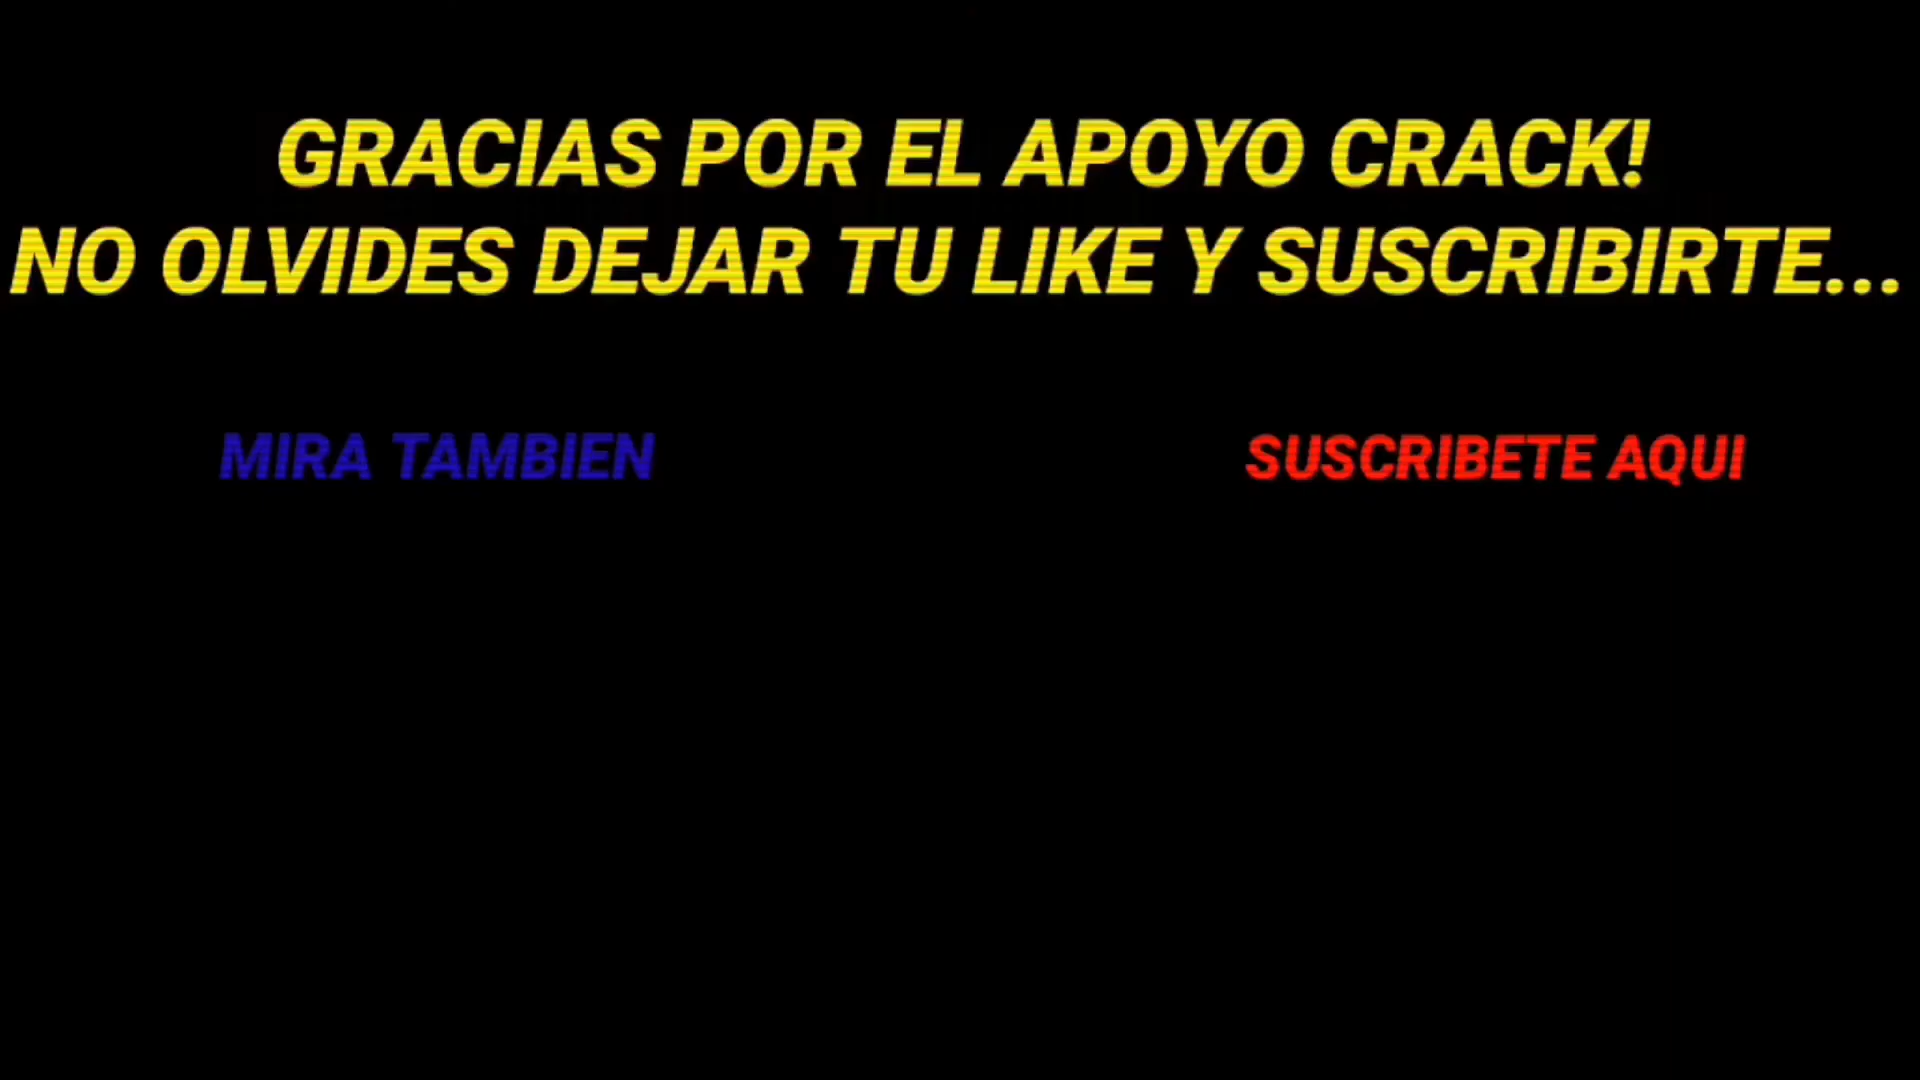 GRACIAS POR EL APOYO CRACK!
NO OLVIDES DEJAR TU LIKE Y SUSCRIBIRTE...
MIRA TAMBIEN
SUSCRIBETE AQUI